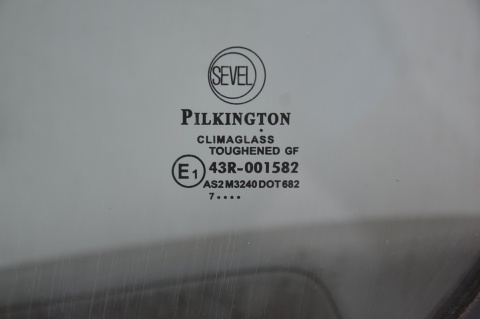 SEVEL
PILKINGTON
CLIMAGLASS
TOUGHENED GF
E1 43R-001582
AS2 M3240 DOT 682
7••••